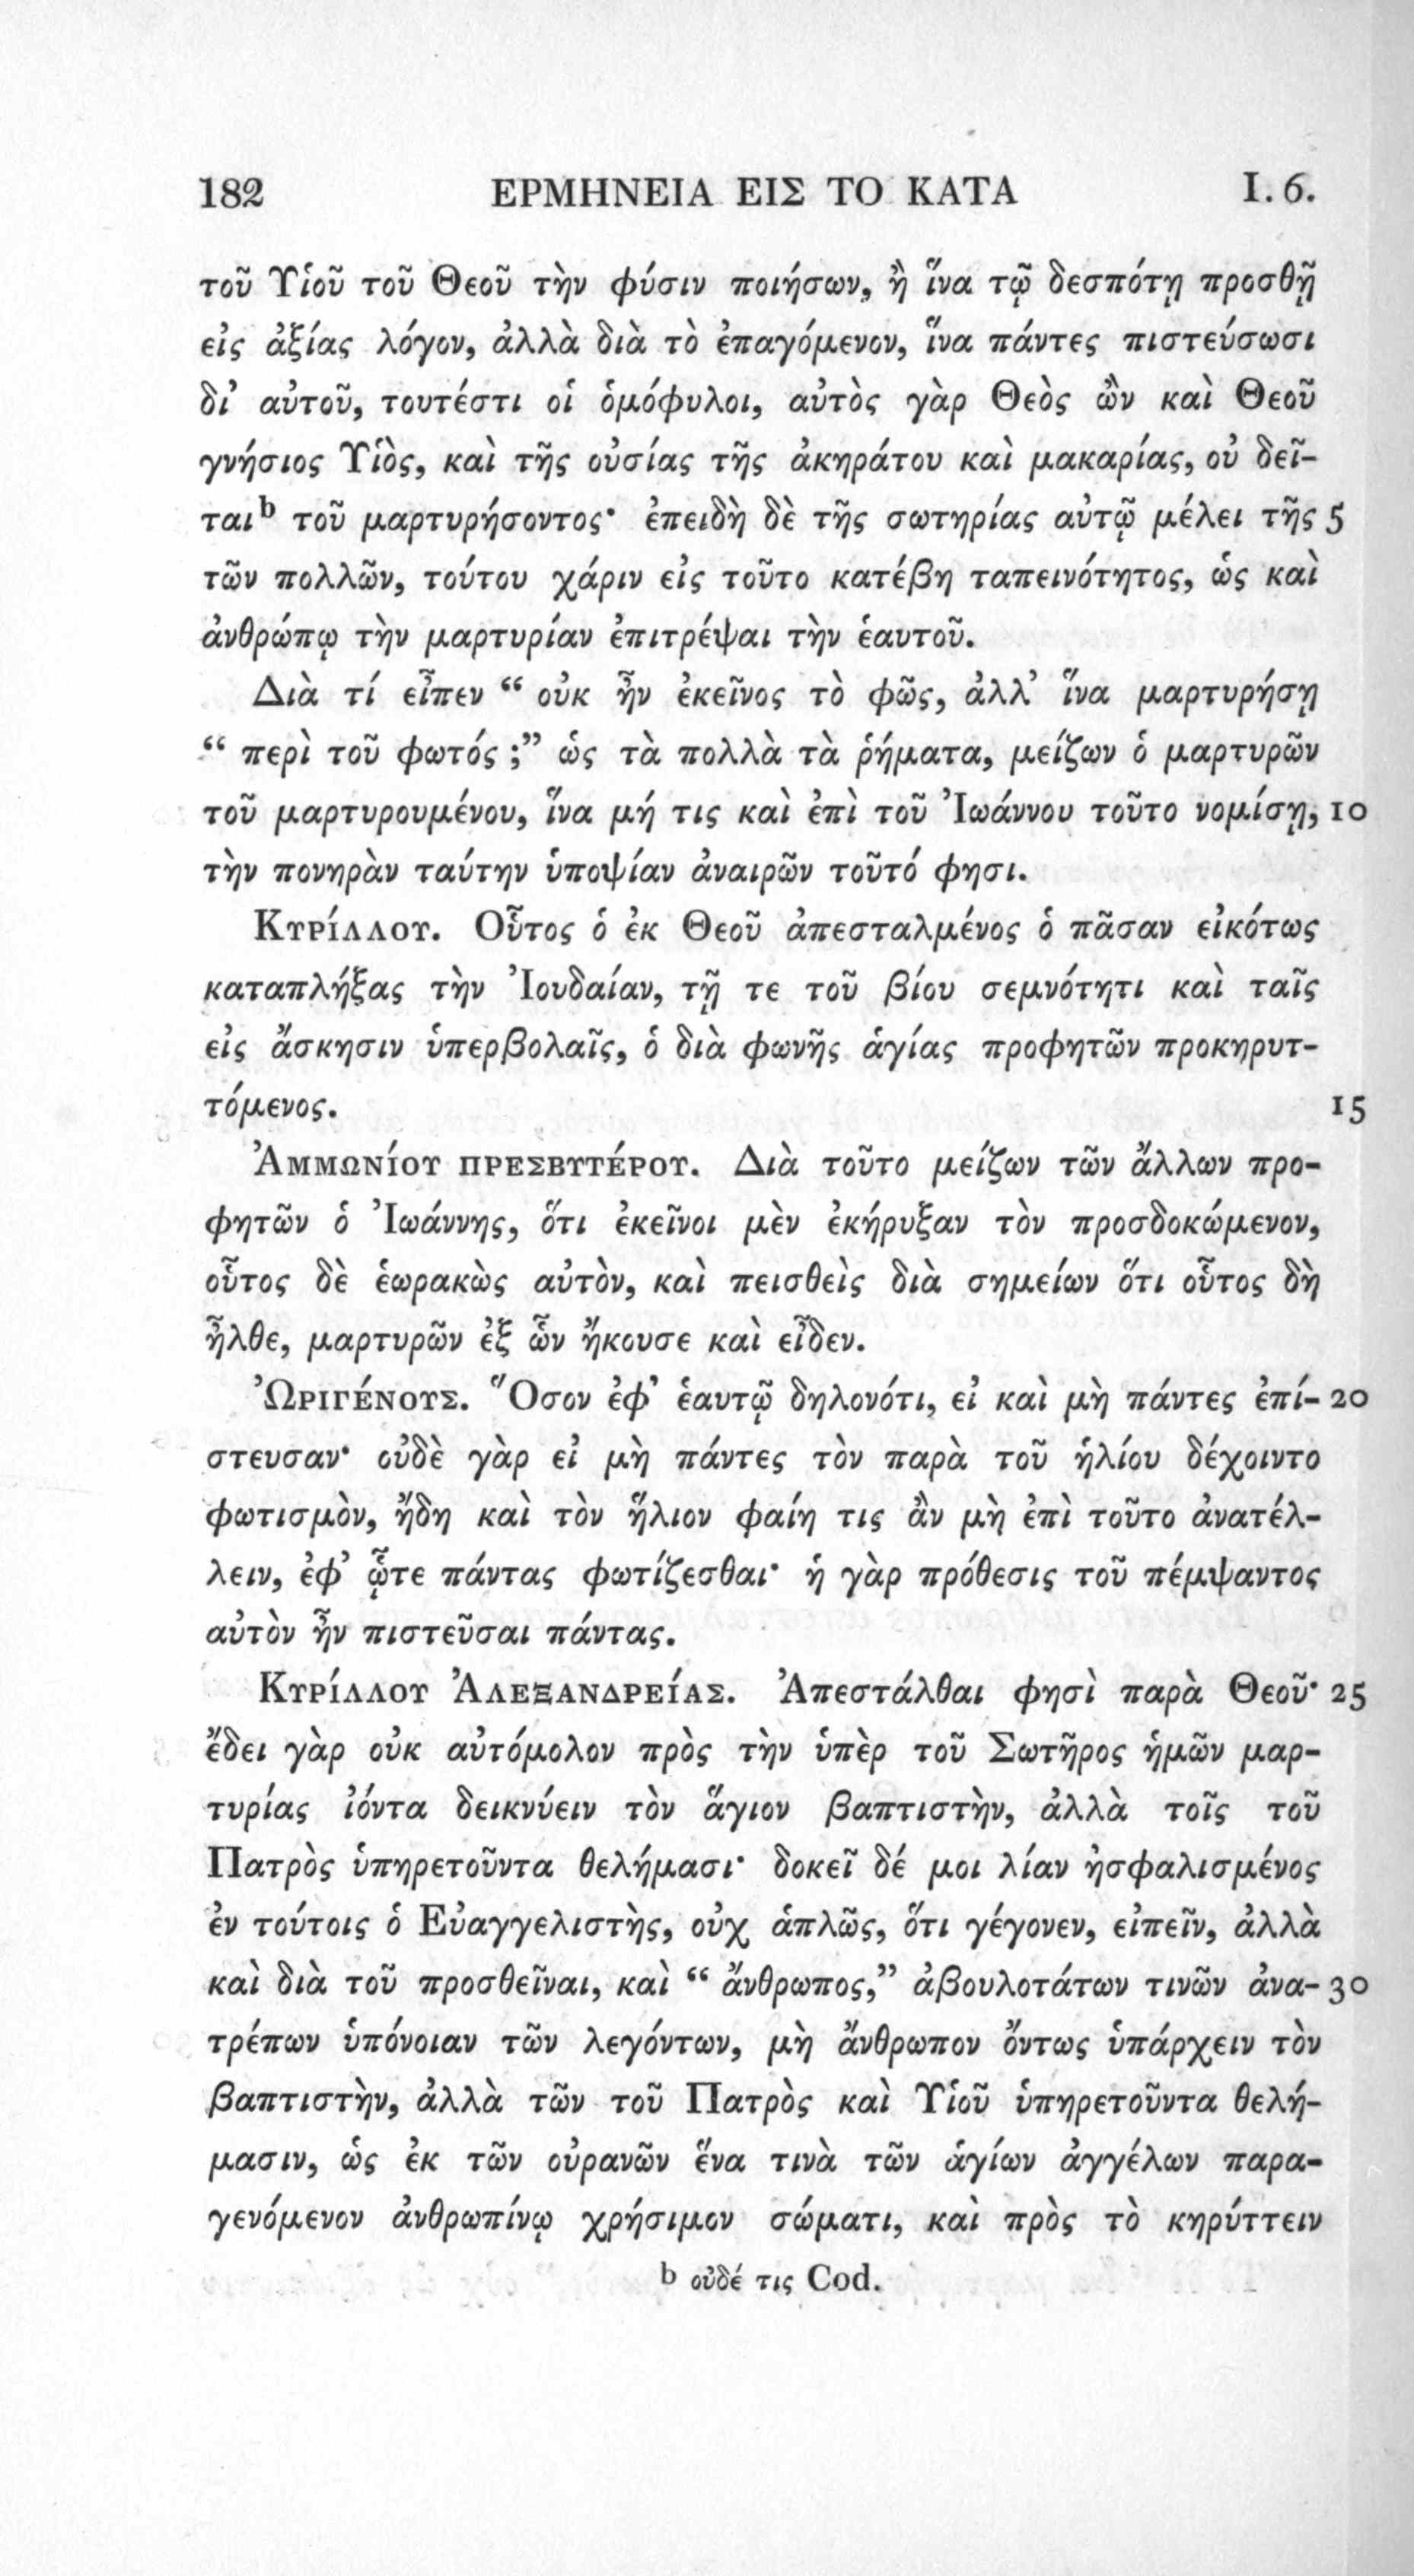 182 ΕΡΜΗΝΕΙΑ ΕΙΣ ΤΟ ΚΑΤΑ I. 6.
τοῦ Υἱοῦ τοῦ Θεοῦ τὴν φύσιν ποιήσων, ἢ ἵνα τῷ δεσπότῃ προσθῇ
εἰς ἀξίας λόγον, ἀλλὰ διὰ τὸ ἐπαγόμενον, ἵνα πάντες πιστεύσωσι
δι’ αὐτοῦ, τουτέστι οἱ ὁμόφυλοι, αὐτὸς γὰρ Θεὸς ὢν καὶ Θεοῦ
γνήσιος Υἱὸς, καὶ τῆς οὐσίας τῆς ἀκηράτου καὶ μακαρίας, οὐ δεῖ-
ται b τοῦ μαρτυρήσοντος· ἐπειδὴ δὲ τῆς σωτηρίας αὐτῷ μέλει τῆς 5
τῶν πολλῶν, τούτου χάριν εἰς τοῦτο κατέβη ταπεινότητος, ὡς καὶ
ἀνθρώπῳ τὴν μαρτυρίαν ἐπιτρέψαι τὴν ἑαυτοῦ.
Διὰ τί εἶπεν “ οὐκ ἦν ἐκεῖνος τὸ φῶς, ἀλλ’ ἵνα μαρτυρήσῃ
“ περὶ τοῦ φωτός ;” ὡς τὰ πολλὰ τὰ ῥήματα, μείζων ὁ μαρτυρῶν
τοῦ μαρτυρουμένου, ἵνα μή τις καὶ ἐπὶ τοῦ Ἰωάννου τοῦτο νομίσῃ, 10
τὴν πονηρὰν ταύτην ὑποψίαν ἀναιρῶν τοῦτό φησι.
Κυρίλλου. Οὗτος ὁ ἐκ Θεοῦ ἀπεσταλμένος ὁ πᾶσαν εἰκότως
καταπλήξας τὴν Ἰουδαίαν, τῇ τε τοῦ βίου σεμνότητι καὶ ταῖς
εἰς ἄσκησιν ὑπερβολαῖς, ὁ διὰ φωνῆς ἁγίας προφητῶν προκηρυτ-
τόμενος. 15
Ἀμμωνίου πρεσβυτέρου. Διὰ τοῦτο μείζων τῶν ἄλλων προ-
φητῶν ὁ Ἰωάννης, ὅτι ἐκεῖνοι μὲν ἐκήρυξαν τὸν προσδοκώμενον,
οὗτος δὲ ἑωρακὼς αὐτὸν, καὶ πεισθεὶς διὰ σημείων ὅτι οὗτος δὴ
ἦλθε, μαρτυρῶν ἐξ ὧν ἤκουσε καὶ εἶδεν.
Ὠριγένους. Ὅσον ἐφ’ ἑαυτῷ δηλονότι, εἰ καὶ μὴ πάντες ἐπί- 20
στευσαν· οὐδὲ γὰρ εἰ μὴ πάντες τὸν παρὰ τοῦ ἡλίου δέχοιντο
φωτισμὸν, ἤδη καὶ τὸν ἥλιον φαίη τις ἂν μὴ ἐπὶ τοῦτο ἀνατέλ-
λειν, ἐφ’ ᾧτε πάντας φωτίζεσθαι· ἡ γὰρ πρόθεσις τοῦ πέμψαντος
αὐτὸν ἦν πιστεῦσαι πάντας.
Κυρίλλου Ἀλεξανδρείας. Ἀπεστάλθαι φησὶ παρὰ Θεοῦ· 25
ἔδει γὰρ οὐκ αὐτόμολον πρὸς τὴν ὑπὲρ τοῦ Σωτῆρος ἡμῶν μαρ-
τυρίας ἰόντα δεικνύειν τὸν ἅγιον βαπτιστὴν, ἀλλὰ τοῖς τοῦ
Πατρὸς ὑπηρετοῦντα θελήμασι· δοκεῖ δέ μοι λίαν ἠσφαλισμένος
ἐν τούτοις ὁ Εὐαγγελιστὴς, οὐχ ἁπλῶς, ὅτι γέγονεν, εἰπεῖν, ἀλλὰ
καὶ διὰ τοῦ προσθεῖναι, καὶ “ ἄνθρωπος,” ἀβουλοτάτων τινῶν ἀνα- 30
τρέπων ὑπόνοιαν τῶν λεγόντων, μὴ ἄνθρωπον ὄντως ὑπάρχειν τὸν
βαπτιστὴν, ἀλλὰ τῶν τοῦ Πατρὸς καὶ Υἱοῦ ὑπηρετοῦντα θελή-
μασιν, ὡς ἐκ τῶν οὐρανῶν ἕνα τινὰ τῶν ἁγίων ἀγγέλων παρα-
γενόμενον ἀνθρωπίνῳ χρήσιμον σώματι, καὶ πρὸς τὸ κηρύττειν
b οὐδέ τις Cod.